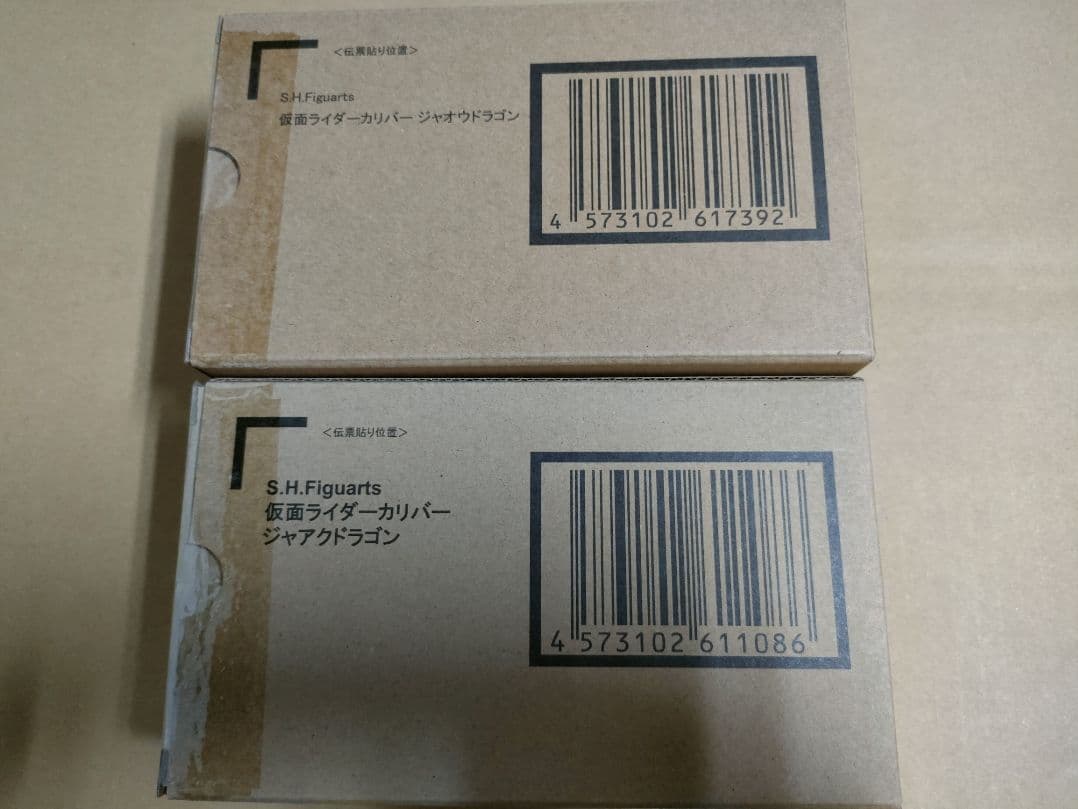 ＜伝票貼り位置＞
S.H.Figuarts
仮面ライダーカリバー ジャオウドラゴン
4 573102 617392
＜伝票貼り位置＞
S.H.Figuarts
仮面ライダーカリバー
ジャアクドラゴン
4 573102 611086